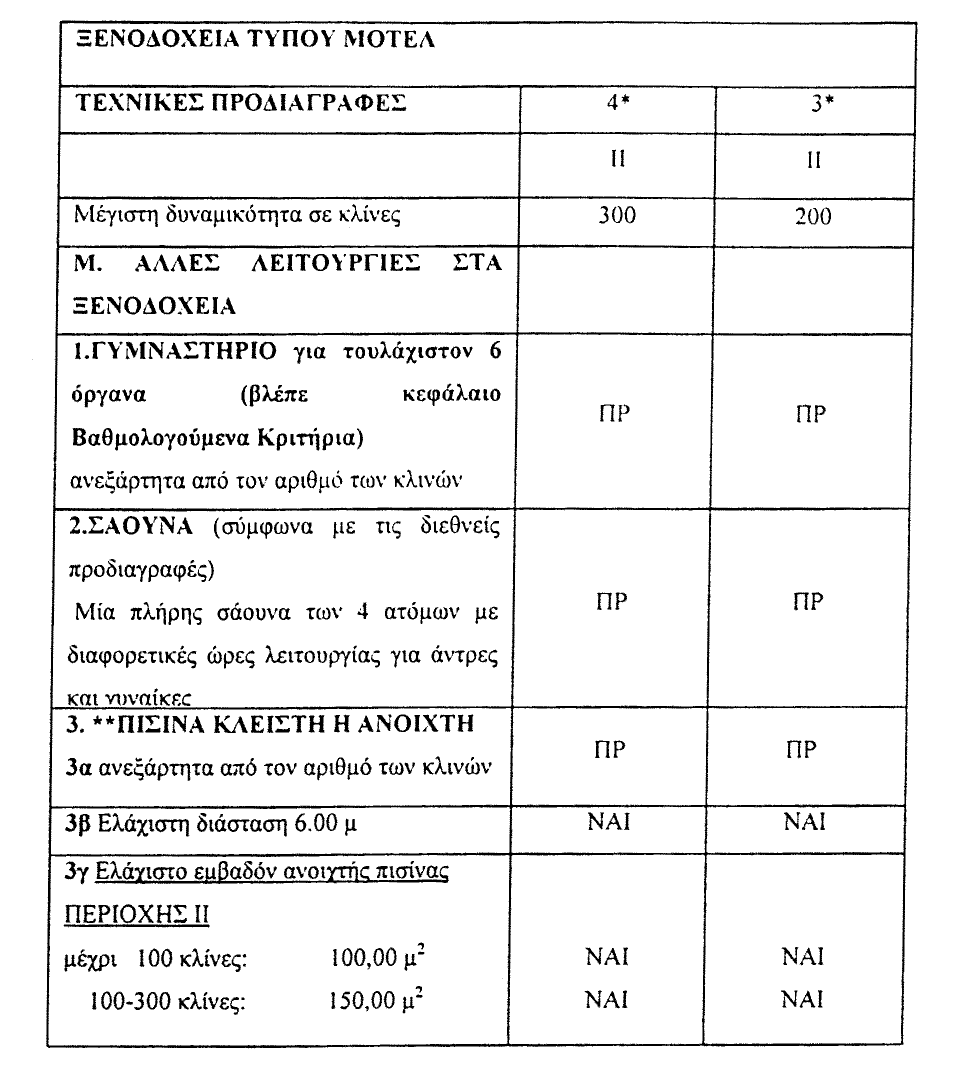 ΞΕΝΟΔΟΧΕΙΑ ΤΥΠΟΥ ΜΟΤΕΛ
ΤΕΧΝΙΚΕΣ ΠΡΟΔΙΑΓΡΑΦΕΣ 4* 3*
ΙΙ ΙΙ
Μέγιστη δυναμικότητα σε κλίνες 300 200
Μ. ΑΛΛΕΣ ΛΕΙΤΟΥΡΓΙΕΣ ΣΤΑ
ΞΕΝΟΔΟΧΕΙΑ
1.ΓΥΜΝΑΣΤΗΡΙΟ για τουλάχιστον 6
όργανα (βλέπε κεφάλαιο
Βαθμολογούμενα Κριτήρια)
ανεξάρτητα από τον αριθμό των κλινών
ΠΡ ΠΡ
2.ΣΑΟΥΝΑ (σύμφωνα με τις διεθνείς
προδιαγραφές)
Μία πλήρης σάουνα των 4 ατόμων με
διαφορετικές ώρες λειτουργίας για άντρες
και γυναίκες
ΠΡ ΠΡ
3. **ΠΙΣΙΝΑ ΚΛΕΙΣΤΗ Η ΑΝΟΙΧΤΗ
3α ανεξάρτητα από τον αριθμό των κλινών
ΠΡ ΠΡ
3β Ελάχιστη διάσταση 6.00 μ ΝΑΙ ΝΑΙ
3γ Ελάχιστο εμβαδόν ανοιχτής πισίνας
ΠΕΡΙΟΧΗΣ ΙΙ
μέχρι 100 κλίνες: 100,00 μ² ΝΑΙ ΝΑΙ
100-300 κλίνες: 150,00 μ² ΝΑΙ ΝΑΙ